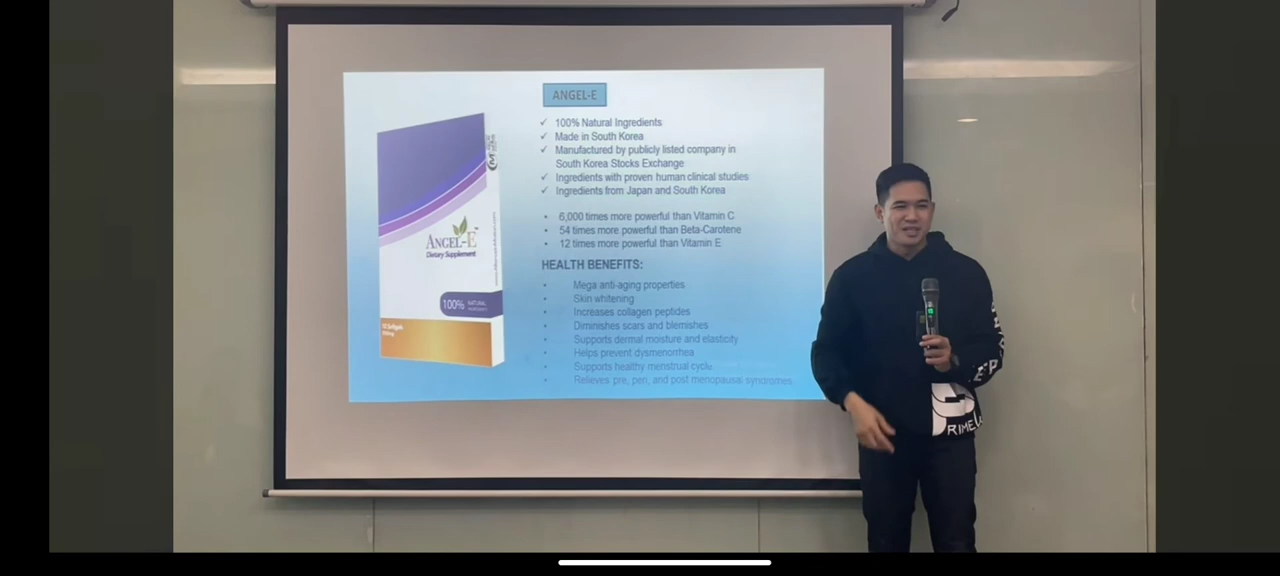 ANGEL-E
✓ 100% Natural Ingredients
✓ Made in South Korea
✓ Manufactured by publicly listed company in
South Korea Stocks Exchange
✓ Ingredients with proven human clinical studies
✓ Ingredients from Japan and South Korea
• 6,000 times more powerful than Vitamin C
• 54 times more powerful than Beta-Carotene
• 12 times more powerful than Vitamin E
HEALTH BENEFITS:
• Mega anti-aging properties
• Skin whitening
• Increases collagen peptides
• Diminishes scars and blemishes
• Supports dermal moisture and elasticity
• Helps prevent dysmenorrhea
• Supports healthy menstrual cycle
• Relieves pre, peri, and post menopausal syndromes
ANGEL-E
Dietary Supplement
100% NATURAL
10 Softgels
PRIME